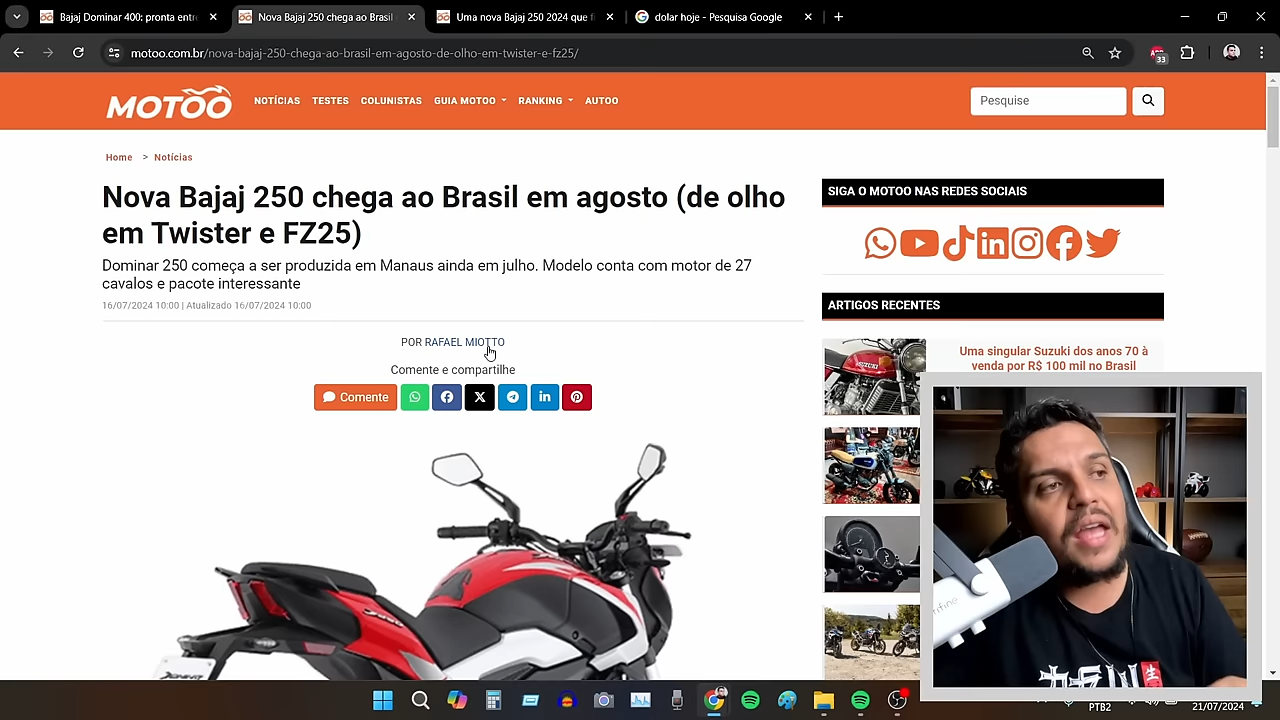 Bajaj Dominar 400: pronta entre
Nova Bajaj 250 chega ao Brasil
Uma nova Bajaj 250 2024 que f
dolar hoje - Pesquisa Google
motoo.com.br/nova-bajaj-250-chega-ao-brasil-em-agosto-de-olho-em-twister-e-fz25/
33
MOTOO
NOTÍCIAS
TESTES
COLUNISTAS
GUIA MOTOO
RANKING
AUTOO
Pesquise
Home > Notícias
Nova Bajaj 250 chega ao Brasil em agosto (de olho
em Twister e FZ25)
Dominar 250 começa a ser produzida em Manaus ainda em julho. Modelo conta com motor de 27
cavalos e pacote interessante
16/07/2024 10:00 | Atualizado 16/07/2024 10:00
POR RAFAEL MIOTTO
Comente e compartilhe
Comente
SIGA O MOTOO NAS REDES SOCIAIS
ARTIGOS RECENTES
Uma singular Suzuki dos anos 70 à
venda por R$ 100 mil no Brasil
fifine
PTB2
21/07/2024